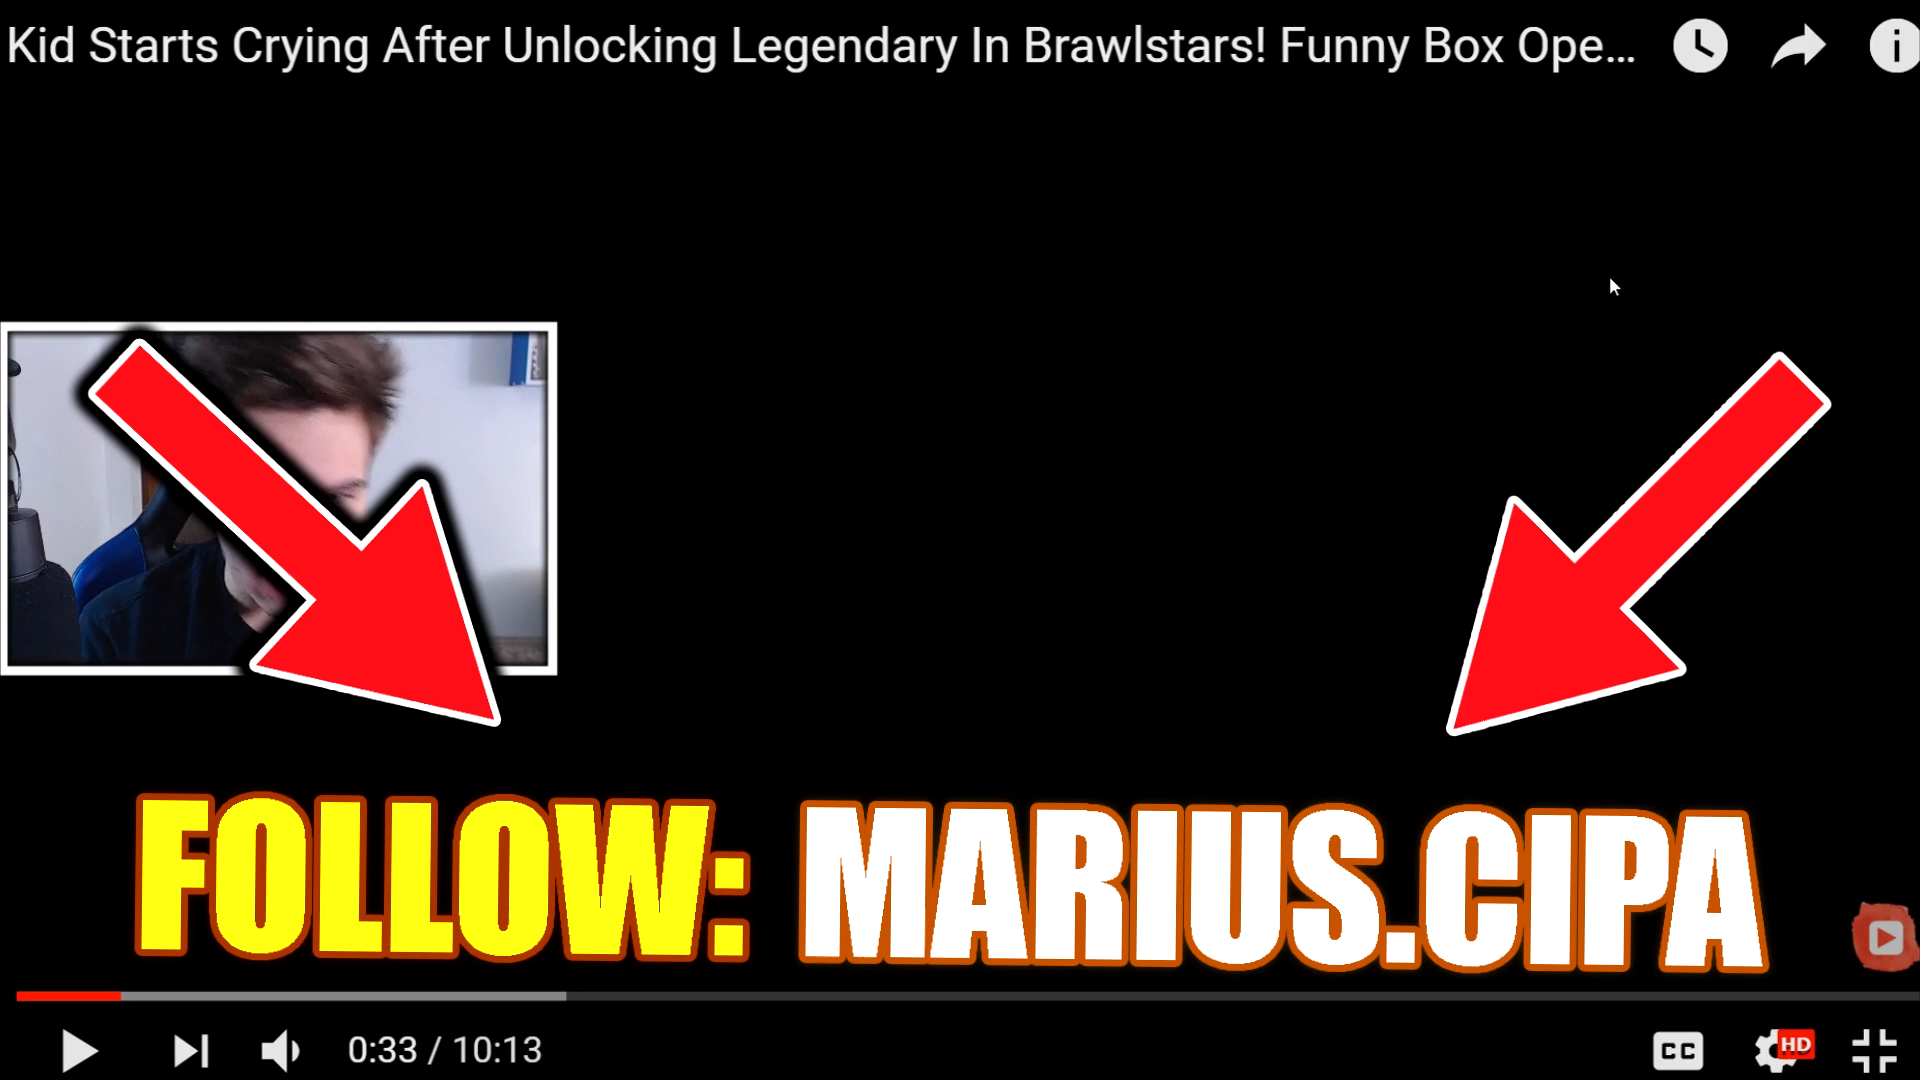 Kid Starts Crying After Unlocking Legendary In Brawlstars! Funny Box Ope...
FOLLOW: MARIUS.CIPA
0:33 / 10:13
CC
HD